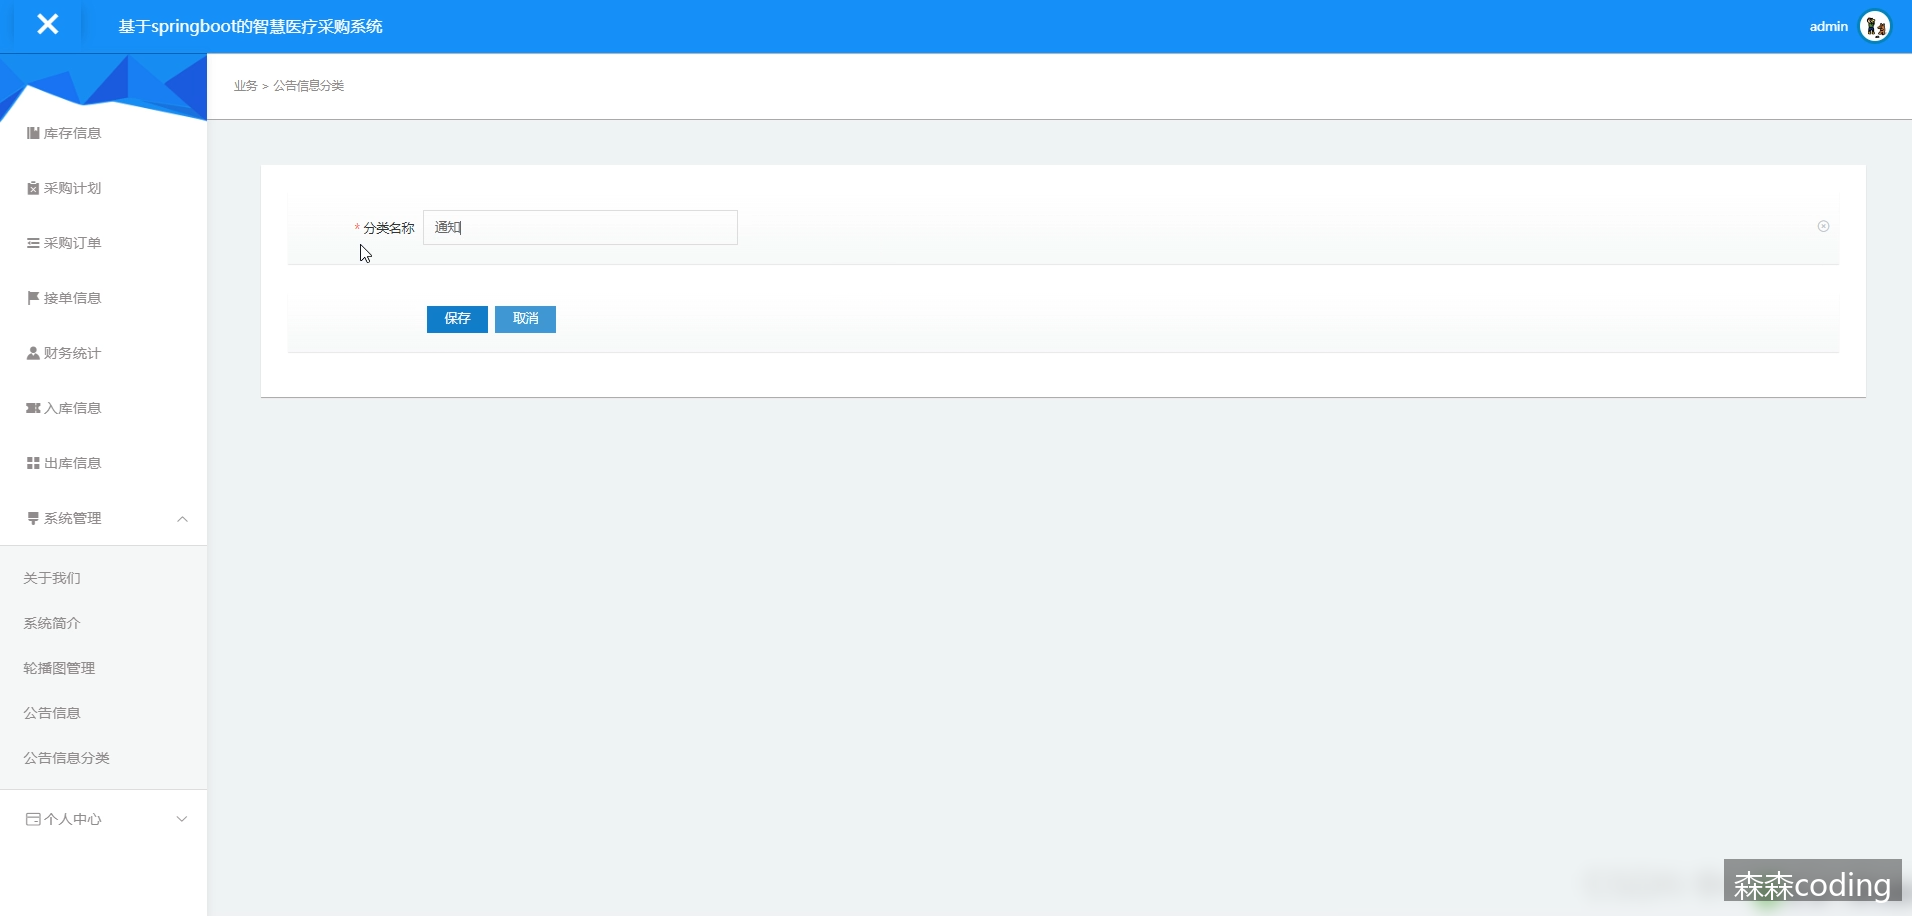 基于springboot的智慧医疗采购系统
admin
业务 > 公告信息分类
库存信息
采购计划
采购订单
接单信息
财务统计
入库信息
出库信息
系统管理
关于我们
系统简介
轮播图管理
公告信息
公告信息分类
个人中心
* 分类名称 通知
保存 取消
森森coding